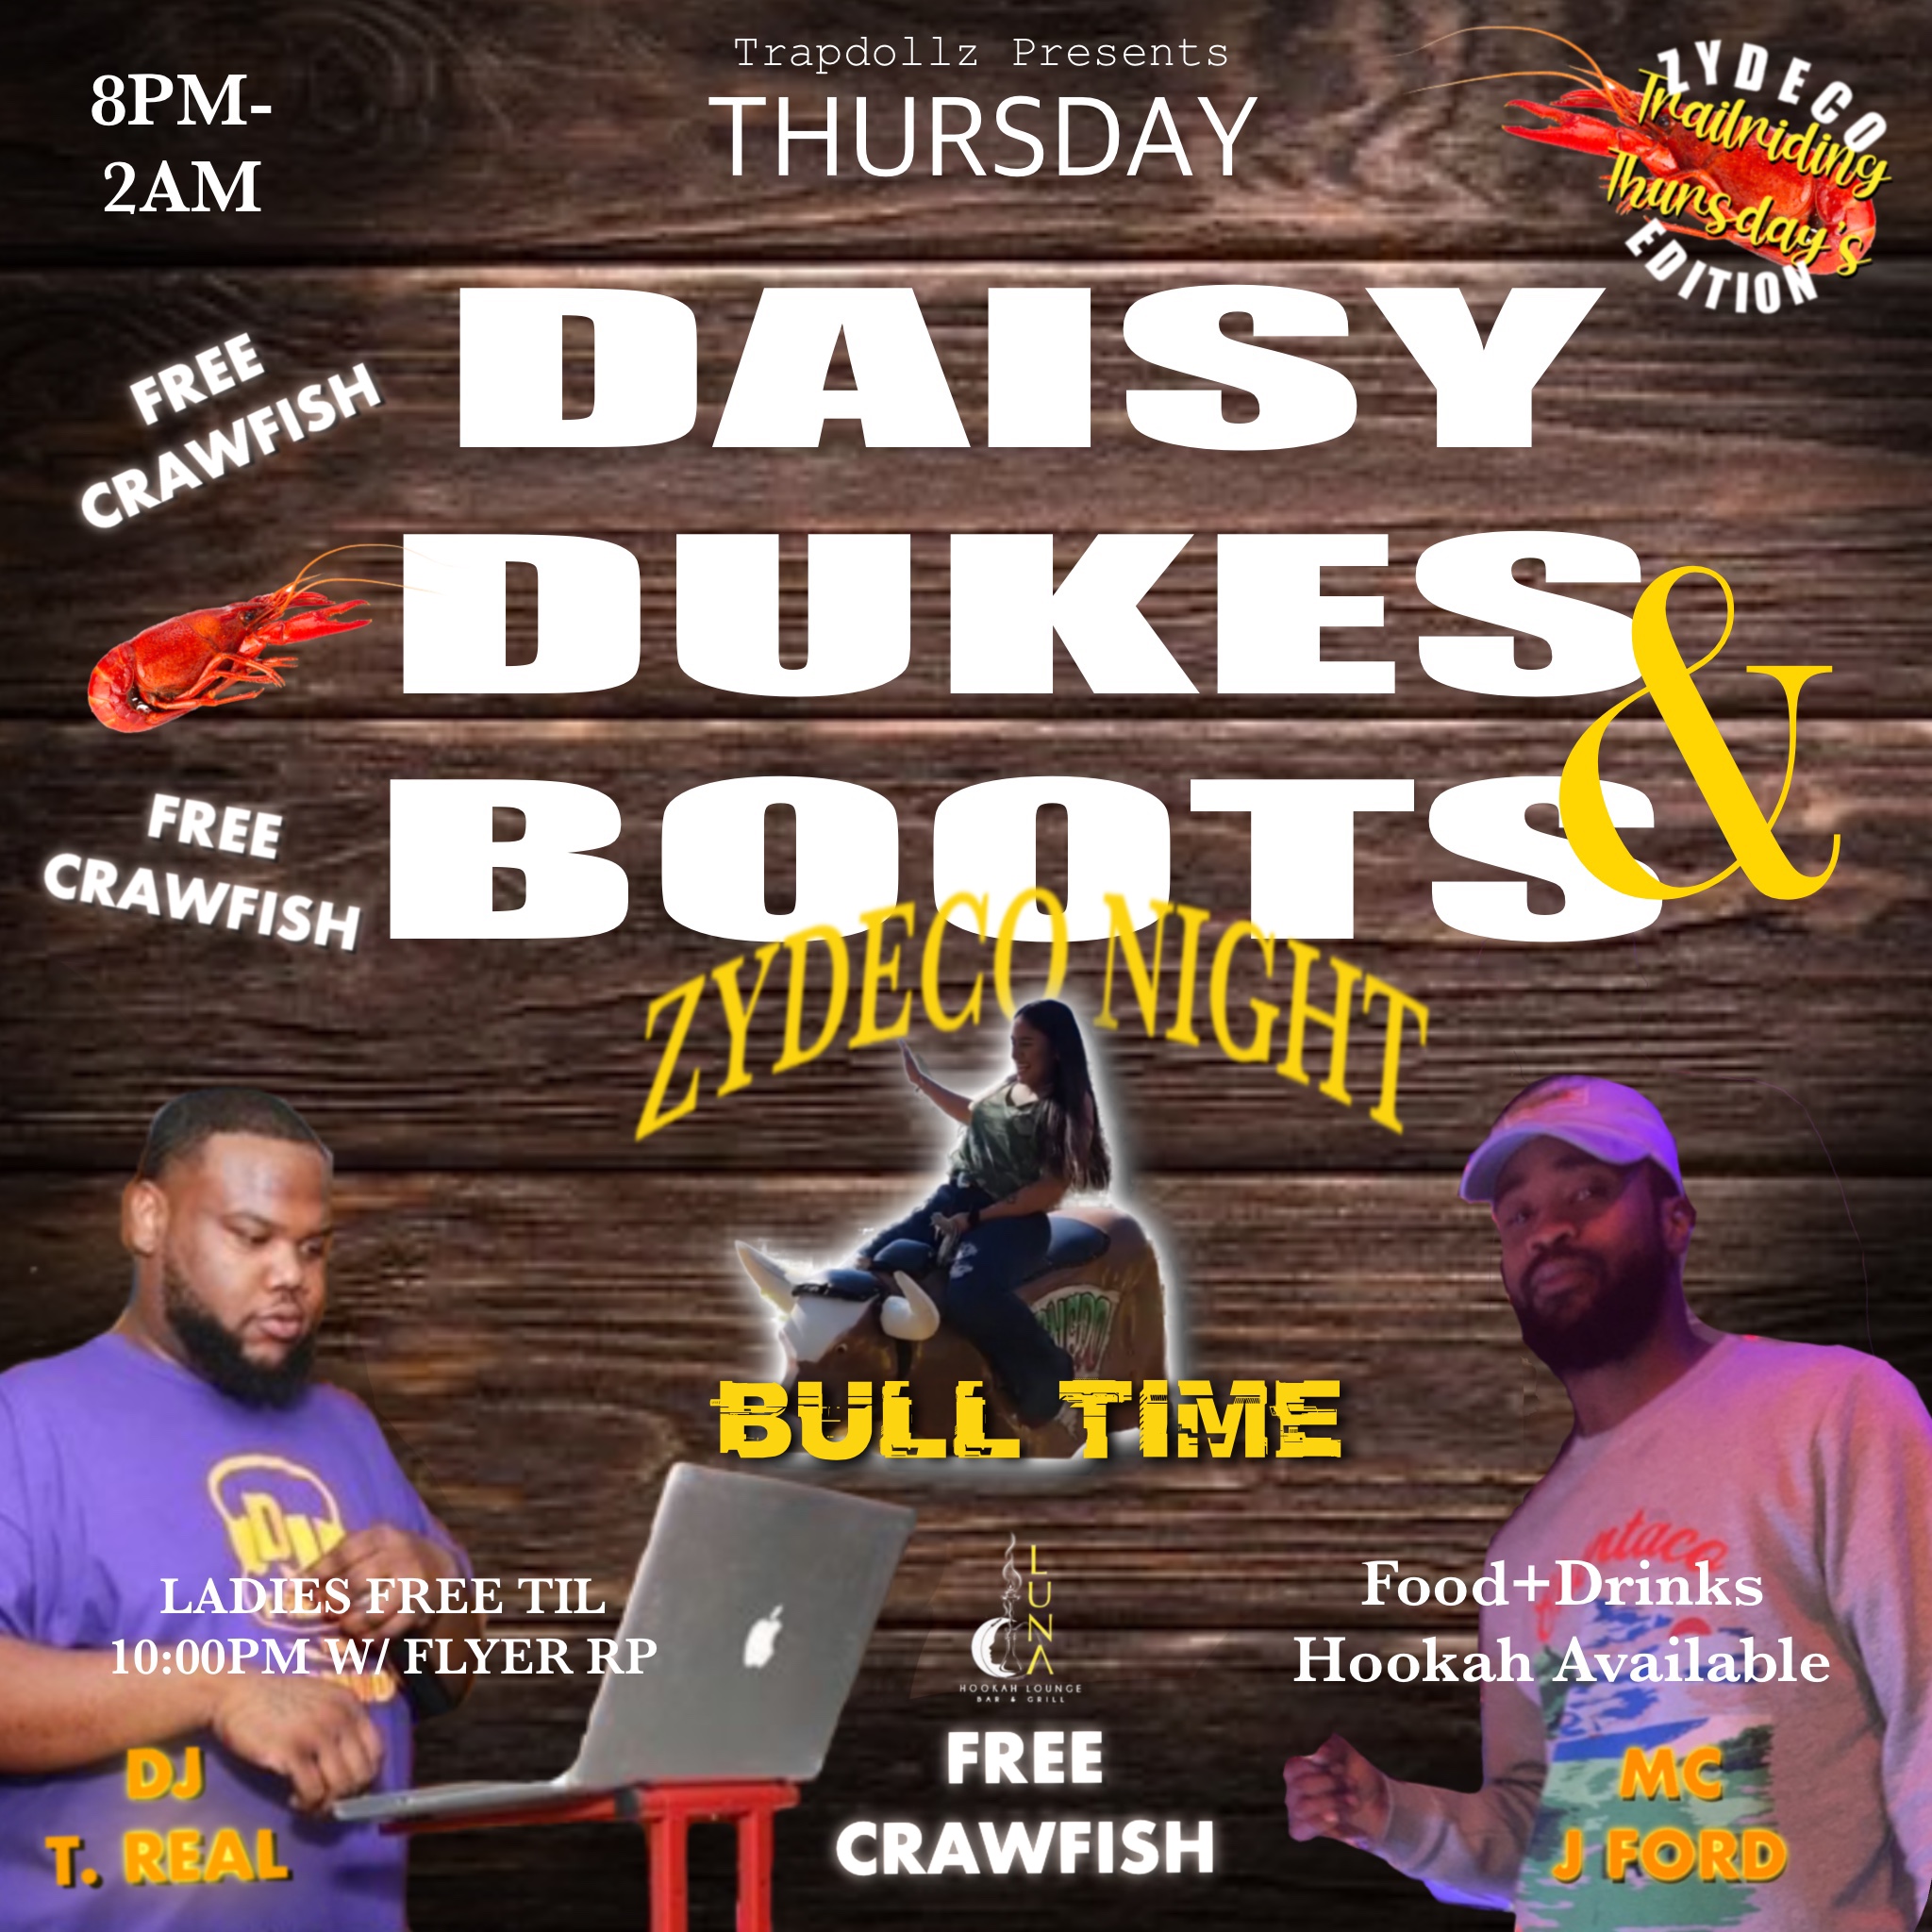 Trapdollz Presents
THURSDAY
8PM-
2AM
ZYDECO
Trailriding
Thursday's
EDITION
FREE
CRAWFISH
DAISY
DUKES
&
BOOTS
FREE
CRAWFISH
ZYDECO NIGHT
BULL TIME
LADIES FREE TIL
10:00PM W/ FLYER RP
LUNA
HOOKAH LOUNGE
BAR & GRILL
Food+Drinks
Hookah Available
DJ
T. REAL
FREE
CRAWFISH
MC
J FORD